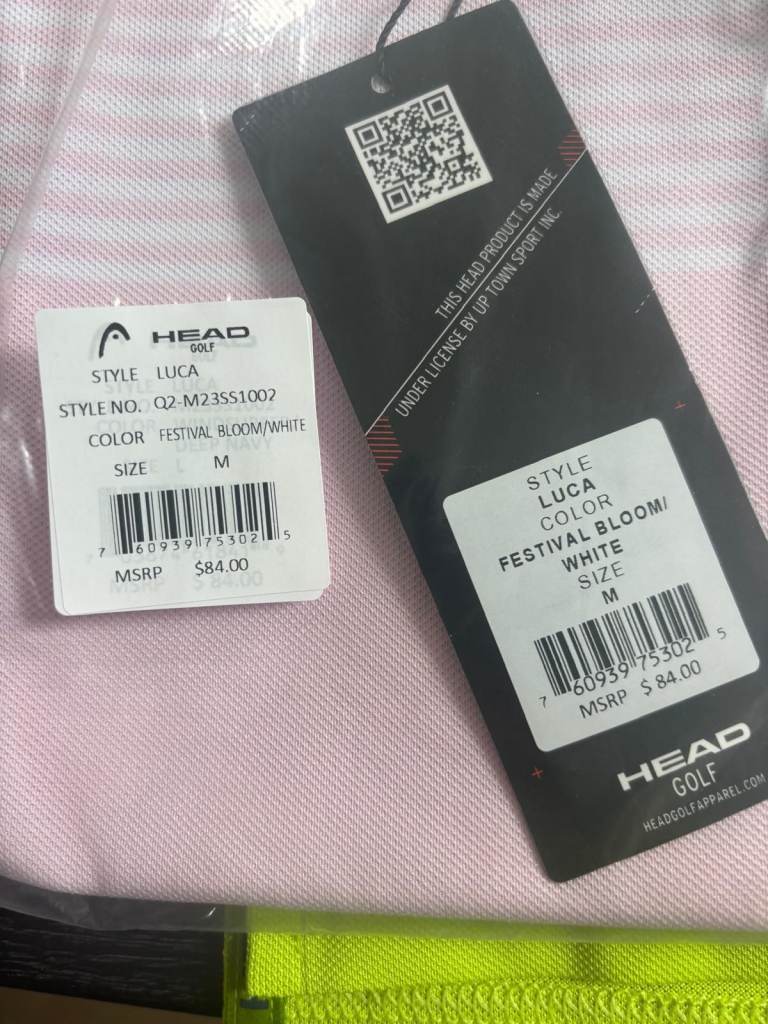 HEAD
GOLF
STYLE LUCA
STYLE NO. Q2-M23SS1002
COLOR FESTIVAL BLOOM/WHITE
SIZE M
7 60939 75302 5
MSRP $84.00
THIS HEAD PRODUCT IS MADE
UNDER LICENSE BY UP TOWN SPORT INC.
STYLE
LUCA
COLOR
FESTIVAL BLOOM/
WHITE
SIZE
M
7 60939 75302 5
MSRP $ 84.00
HEAD
GOLF
HEADGOLFAPPAREL.COM